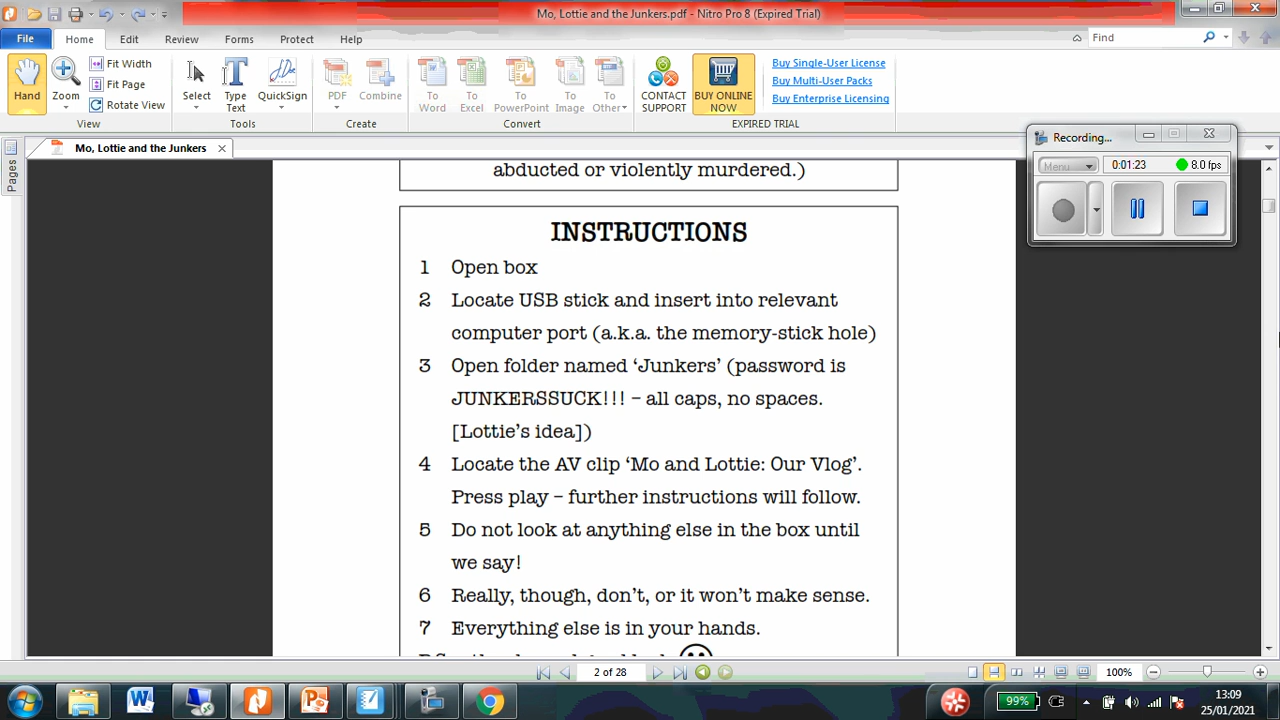 Mo, Lottie and the Junkers.pdf - Nitro Pro 8 (Expired Trial)
File Home Edit Review Forms Protect Help
Find
Hand
Zoom
Fit Width
Fit Page
Rotate View
View
Select
Type Text
QuickSign
Tools
PDF
Combine
Create
To Word
To Excel
To PowerPoint
To Image
To Other
Convert
CONTACT SUPPORT
BUY ONLINE NOW
Buy Single-User License
Buy Multi-User Packs
Buy Enterprise Licensing
EXPIRED TRIAL
Mo, Lottie and the Junkers
Pages
Recording...
Menu
0:01:23
8.0 fps
abducted or violently murdered.)
INSTRUCTIONS
1 Open box
2 Locate USB stick and insert into relevant
computer port (a.k.a. the memory-stick hole)
3 Open folder named ‘Junkers’ (password is
JUNKERSSUCK!!! – all caps, no spaces.
[Lottie’s idea])
4 Locate the AV clip ‘Mo and Lottie: Our Vlog’.
Press play – further instructions will follow.
5 Do not look at anything else in the box until
we say!
6 Really, though, don’t, or it won’t make sense.
7 Everything else is in your hands.
2 of 28
100%
99%
13:09
25/01/2021